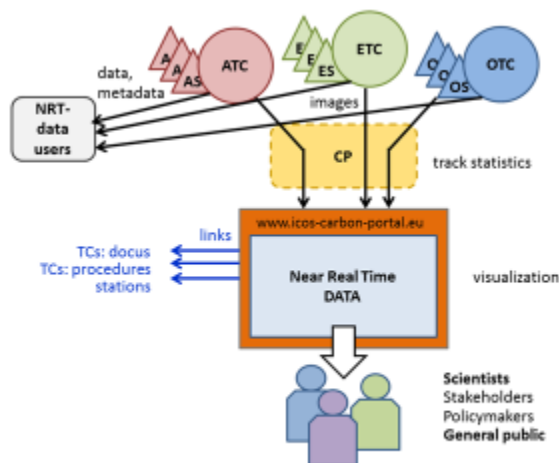 A
A
AS
ATC
E
E
ES
ETC
O
O
OS
OTC
data,
metadata
images
NRT-
data
users
CP
track statistics
www.icos-carbon-portal.eu
links
TCs: docus
TCs: procedures
stations
Near Real Time
DATA
visualization
Scientists
Stakeholders
Policymakers
General public